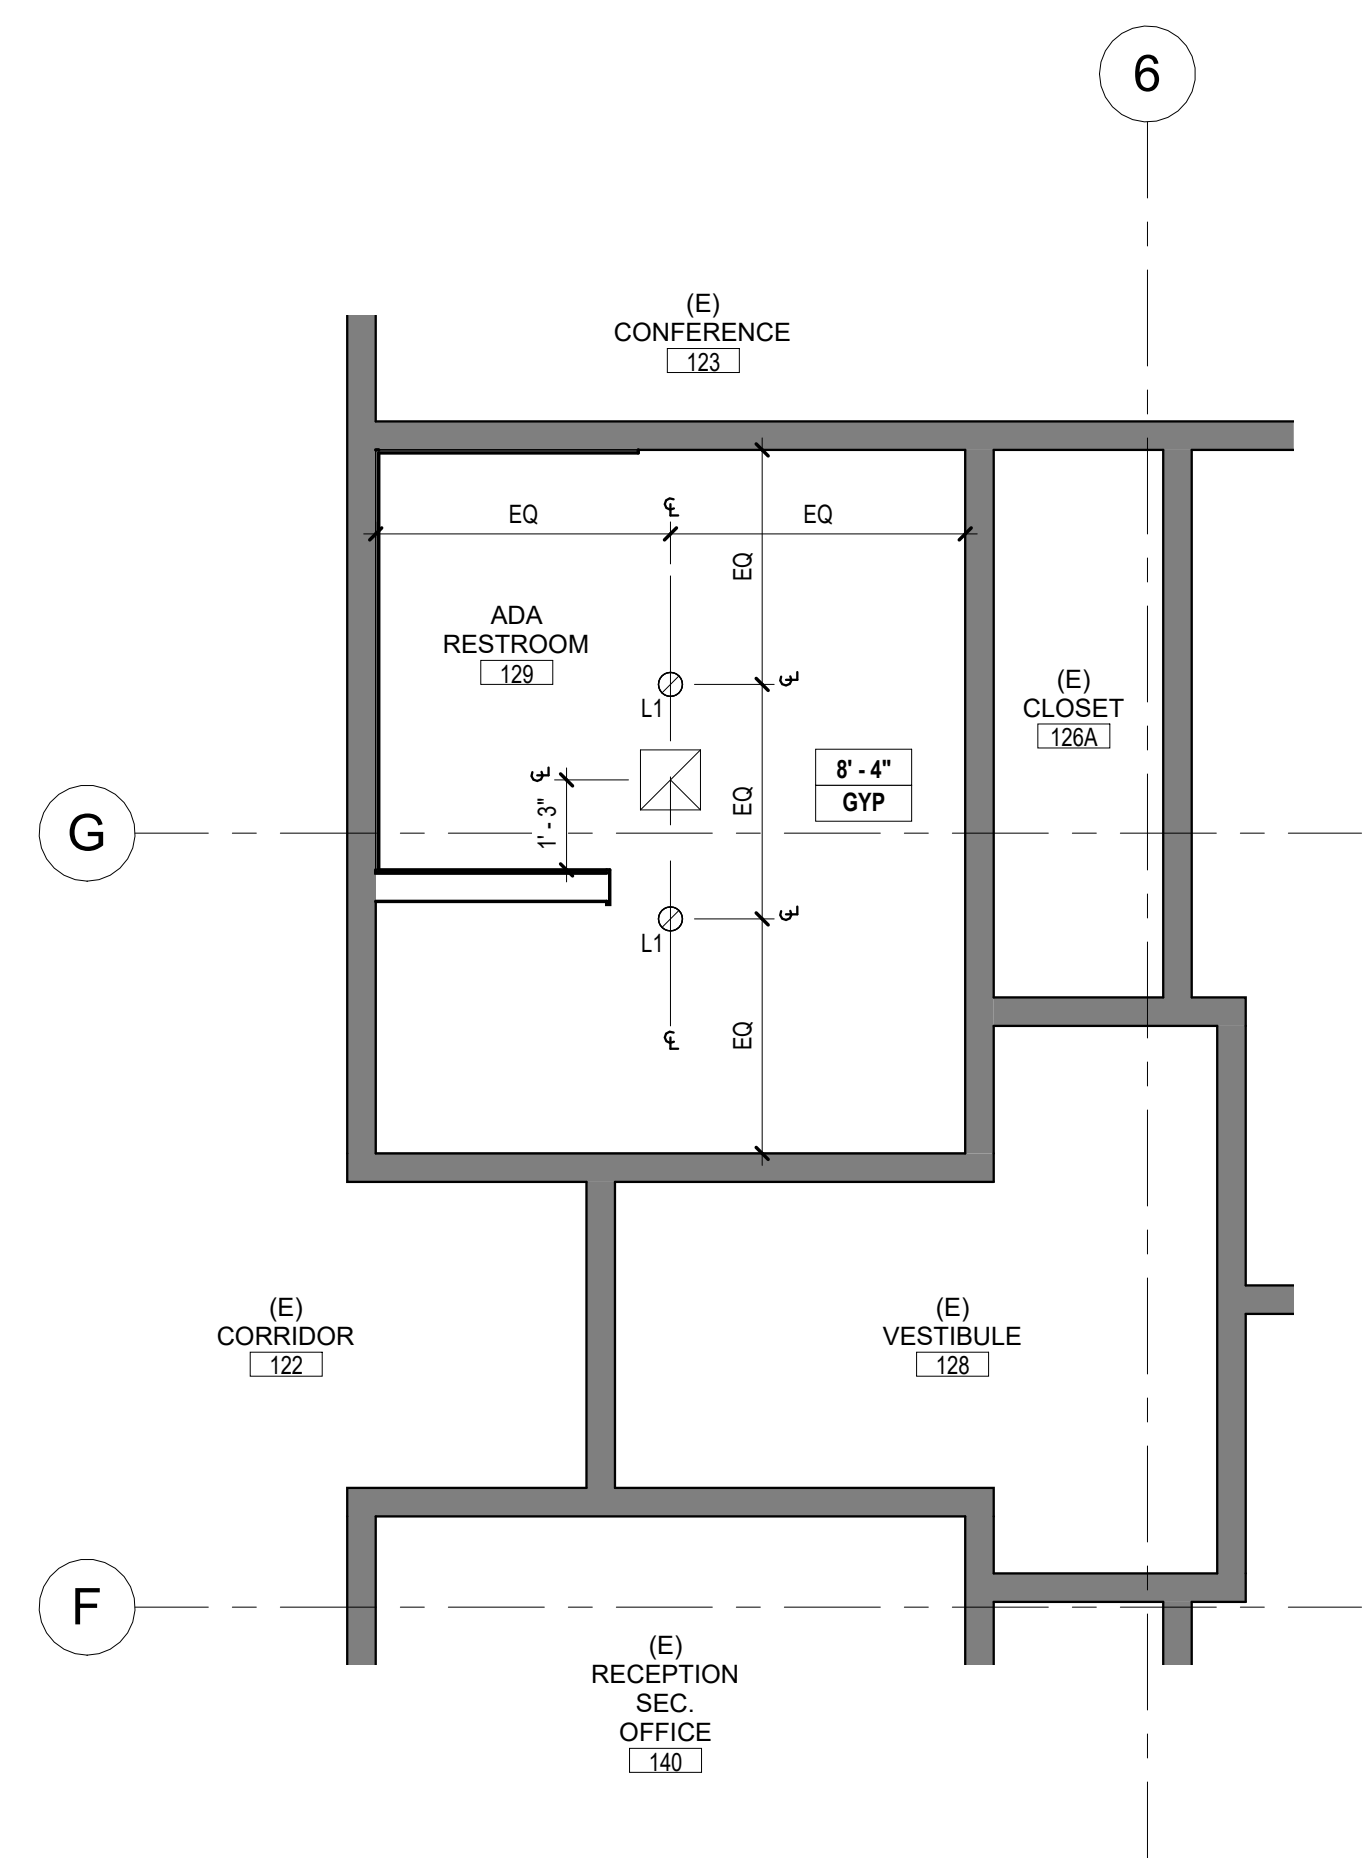 6
(E)
CONFERENCE
123
EQ
℄
EQ
EQ
ADA
RESTROOM
129
L1
℄
(E)
CLOSET
126A
8' - 4"
GYP
℄
1' - 3"
EQ
G
L1
℄
℄
EQ
(E)
CORRIDOR
122
(E)
VESTIBULE
128
F
(E)
RECEPTION
SEC.
OFFICE
140